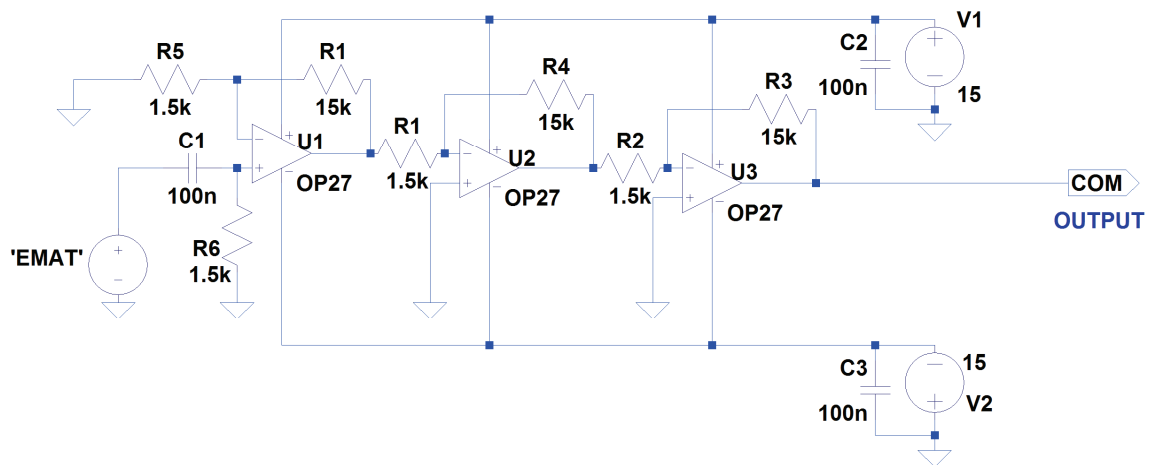 V1
R5
R1
C2
R4
R3
1.5k
15k
100n
15
15k
15k
C1
R1
U1
R2
U2
U3
OP27
1.5k
OP27
1.5k
OP27
100n
COM
OUTPUT
'EMAT'
R6
1.5k
C3
15
100n
V2
+
−
+
−
+
−
+
−
+
−
+
−
+
−
+
−
+
−
+
−